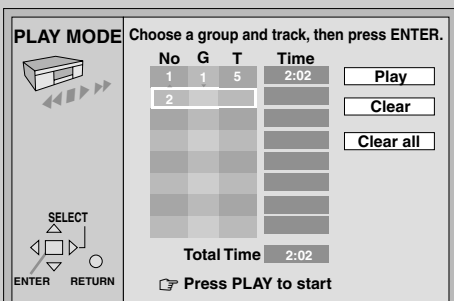 PLAY MODE
Choose a group and track, then press ENTER.
No G T Time
1 1 5 2:02 Play
2
Clear
Clear all
SELECT
Total Time 2:02
ENTER RETURN
☞ Press PLAY to start